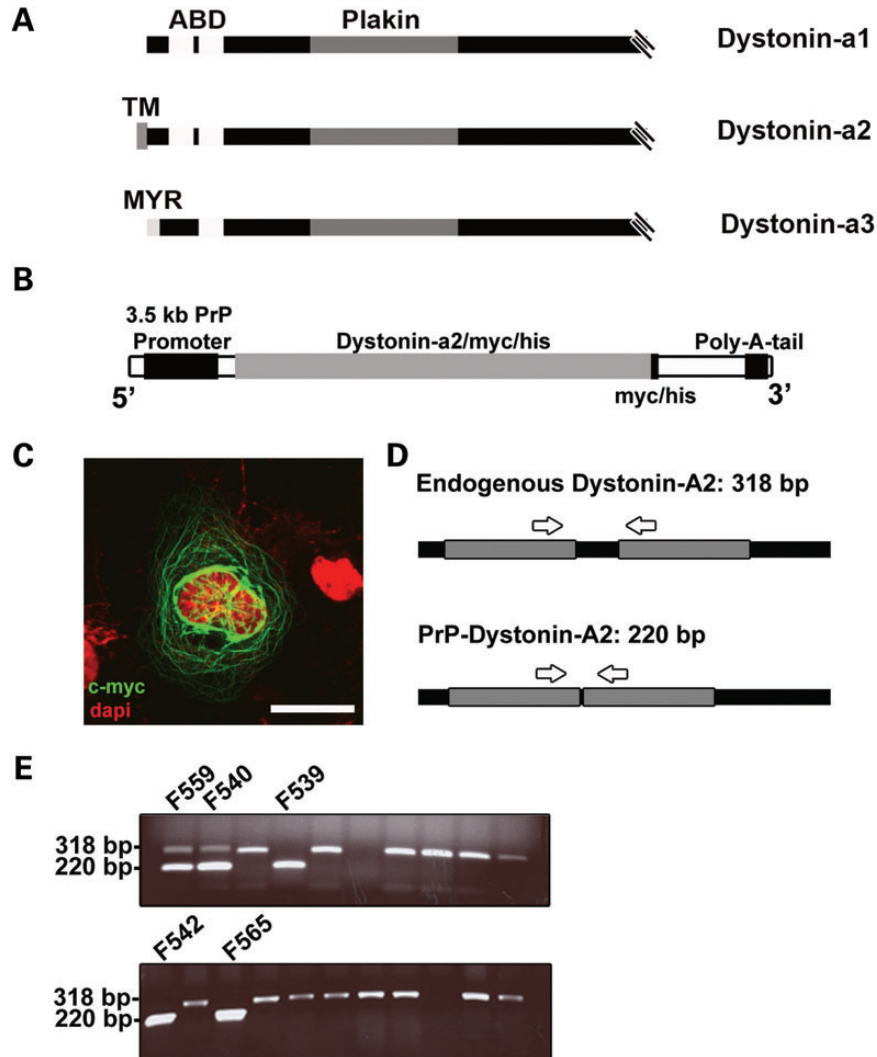 A
ABD Plakin
Dystonin-a1
TM
Dystonin-a2
MYR
Dystonin-a3
B
3.5 kb PrP
Promoter Dystonin-a2/myc/his Poly-A-tail
5’ myc/his 3’
C
c-myc
dapi
D
Endogenous Dystonin-A2: 318 bp
PrP-Dystonin-A2: 220 bp
E
F559 F540 F539
318 bp
220 bp
F542 F565
318 bp
220 bp